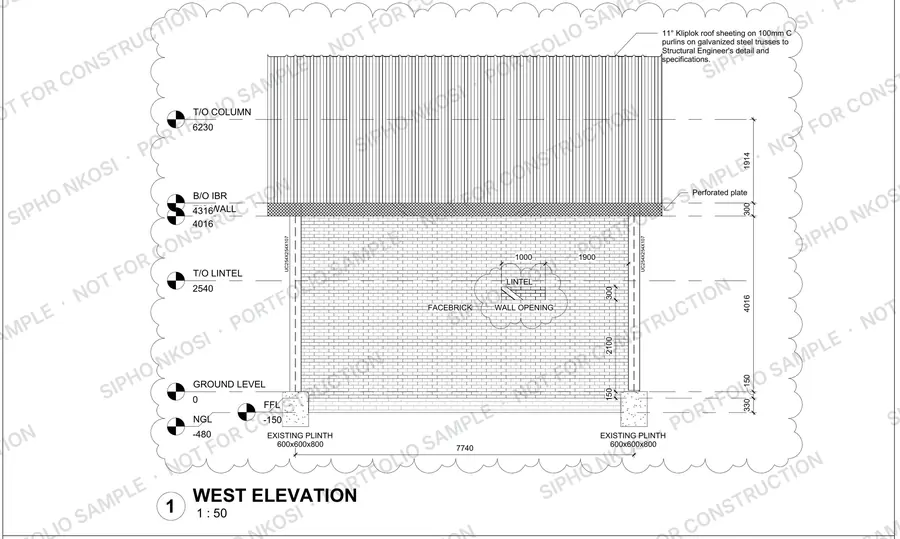 11" Kliplok roof sheeting on 100mm C
purlins on galvanized steel trusses to
Structural Engineer's detail and
specifications.
T/O COLUMN
6230
1914
B/O IBR
4316
WALL
4016
Perforated plate
300
UC254X254X107
UC254X254X107
1000
1900
T/O LINTEL
2540
LINTEL
300
FACEBRICK
WALL OPENING
4016
2100
GROUND LEVEL
0
150
150
FFL
-150
330
NGL
-480
EXISTING PLINTH
600x600x800
EXISTING PLINTH
600x600x800
7740
1
WEST ELEVATION
1 : 50
SIPHO NKOSI · PORTFOLIO SAMPLE · NOT FOR CONSTRUCTION